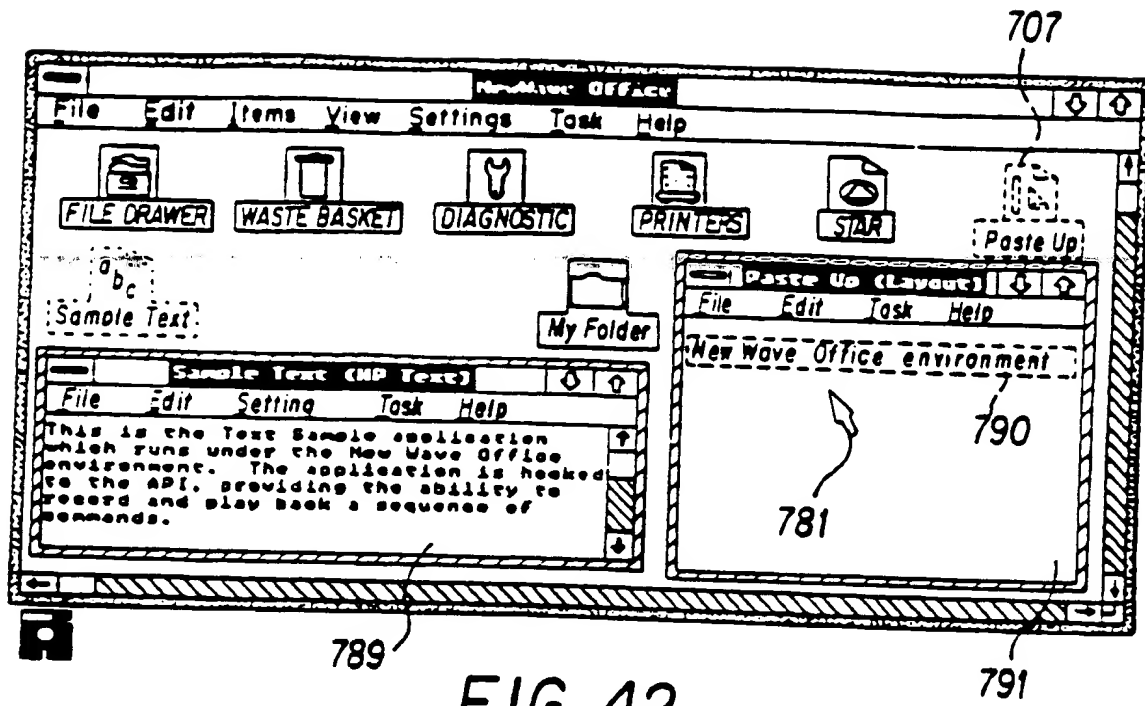 707
NewWave Office
File Edit Items View Settings Task Help
FILE DRAWER WASTE BASKET DIAGNOSTIC PRINTERS STAR Paste Up
abc
Sample Text
My Folder
Paste Up (Layout)
File Edit Task Help
New Wave Office environment
790
781
Sample Text (HP Text)
File Edit Setting Task Help
This is the Text Sample application
which runs under the New Wave Office
environment. The application is hooked
to the API, providing the ability to
record and play back a sequence of
commands.
789
791
FIG 42